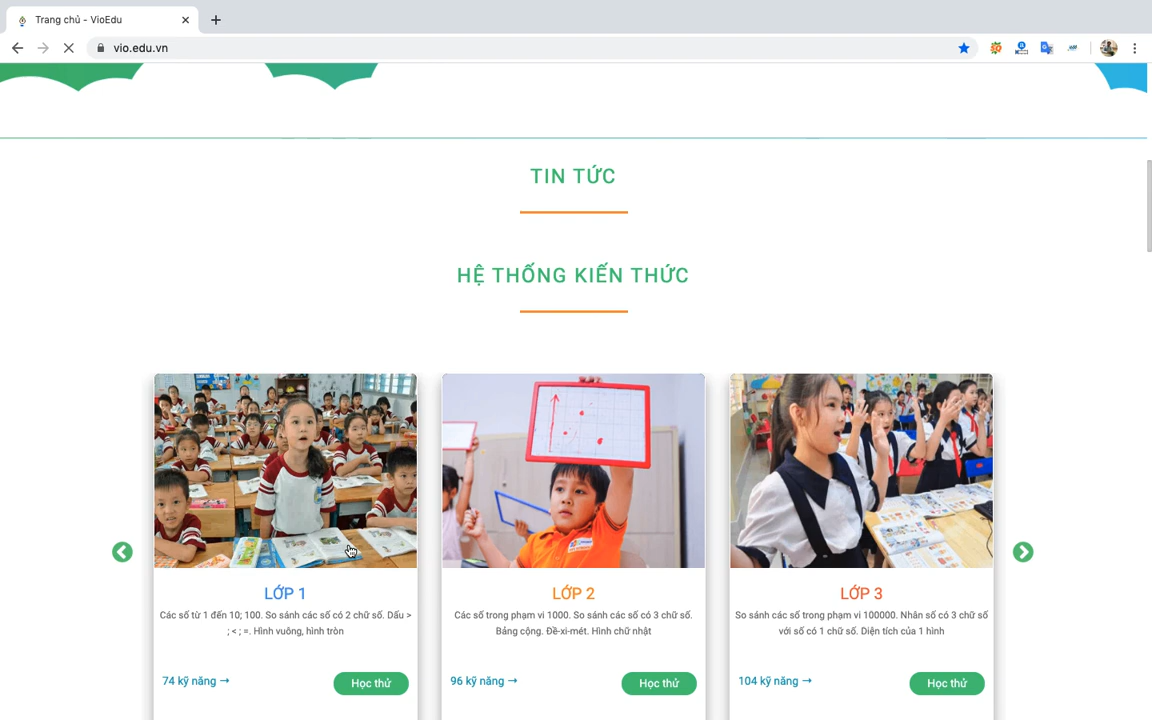 Trang chủ - VioEdu
vio.edu.vn
TIN TỨC
HỆ THỐNG KIẾN THỨC
LỚP 1
Các số từ 1 đến 10; 100. So sánh các số có 2 chữ số. Dấu >
; < ; =. Hình vuông, hình tròn
74 kỹ năng →
Học thử
LỚP 2
Các số trong phạm vi 1000. So sánh các số có 3 chữ số.
Bảng cộng. Đề-xi-mét. Hình chữ nhật
96 kỹ năng →
Học thử
LỚP 3
So sánh các số trong phạm vi 100000. Nhân số có 3 chữ số
với số có 1 chữ số. Diện tích của 1 hình
104 kỹ năng →
Học thử